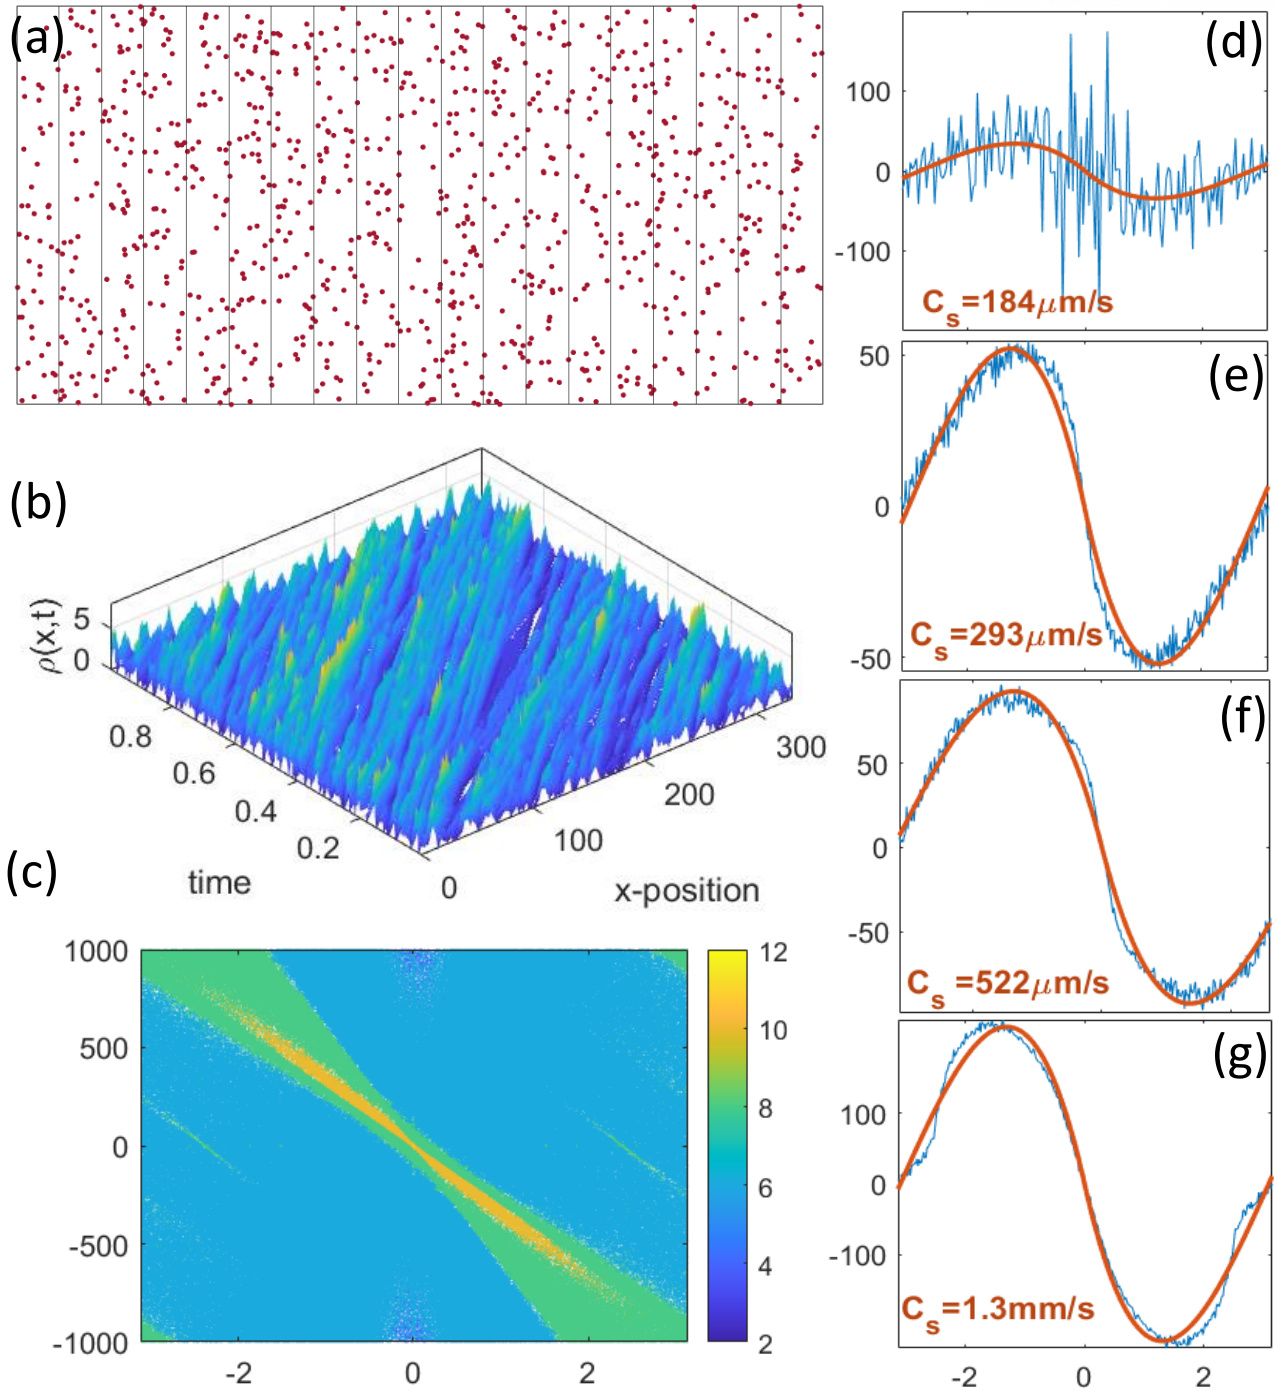 (a)
(b)
ρ(x,t)
5
0
0.8
0.6
0.4
0.2
time
0
100
200
300
x-position
(c)
1000
500
0
-500
-1000
-2
0
2
12
10
8
6
4
2
(d)
100
0
-100
Cs=184μm/s
(e)
50
0
-50
Cs=293μm/s
(f)
50
0
-50
Cs =522μm/s
(g)
100
0
-100
Cs=1.3mm/s
-2
0
2